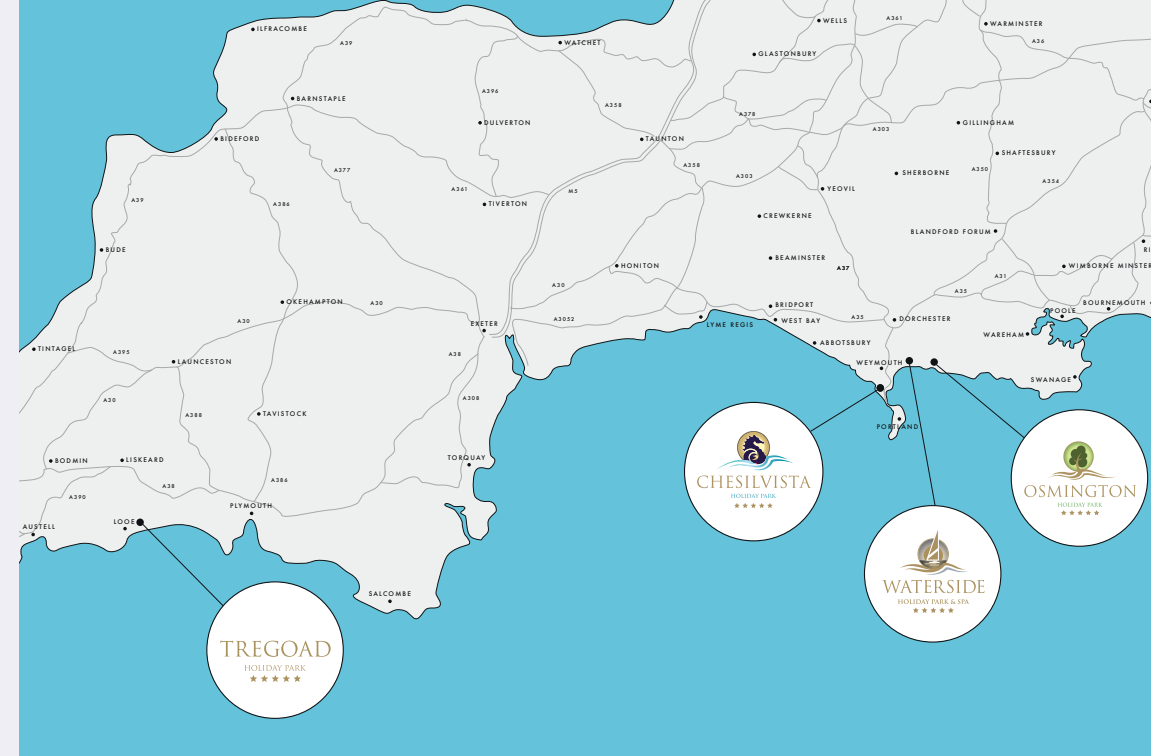 WELLS
A361
WARMINSTER
ILFRACOMBE
A39
WATCHET
A36
GLASTONBURY
A396
BARNSTAPLE
A358
A378
DULVERTON
GILLINGHAM
A303
BIDEFORD
TAUNTON
SHAFTESBURY
A377
A358
A350
A303
SHERBORNE
A354
A361
M5
YEOVIL
A39
A386
TIVERTON
CREWKERNE
BLANDFORD FORUM
BUDE
RI
BEAMINSTER
HONITON
A37
WIMBORNE MINSTER
A31
A30
A35
OKEHAMPTON
A30
BRIDPORT
BOURNEMOUTH
POOLE
A30
EXETER
A3052
LYME REGIS
WEST BAY
A35
DORCHESTER
WAREHAM
TINTAGEL
A395
A38
ABBOTSBURY
LAUNCESTON
WEYMOUTH
SWANAGE
A30
A308
A388
TAVISTOCK
PORTLAND
BODMIN
LISKEARD
TORQUAY
A38
A386
A390
PLYMOUTH
AUSTELL
LOOE
SALCOMBE
CHESILVISTA
HOLIDAY PARK
OSMINGTON
HOLIDAY PARK
WATERSIDE
HOLIDAY PARK & SPA
TREGOAD
HOLIDAY PARK